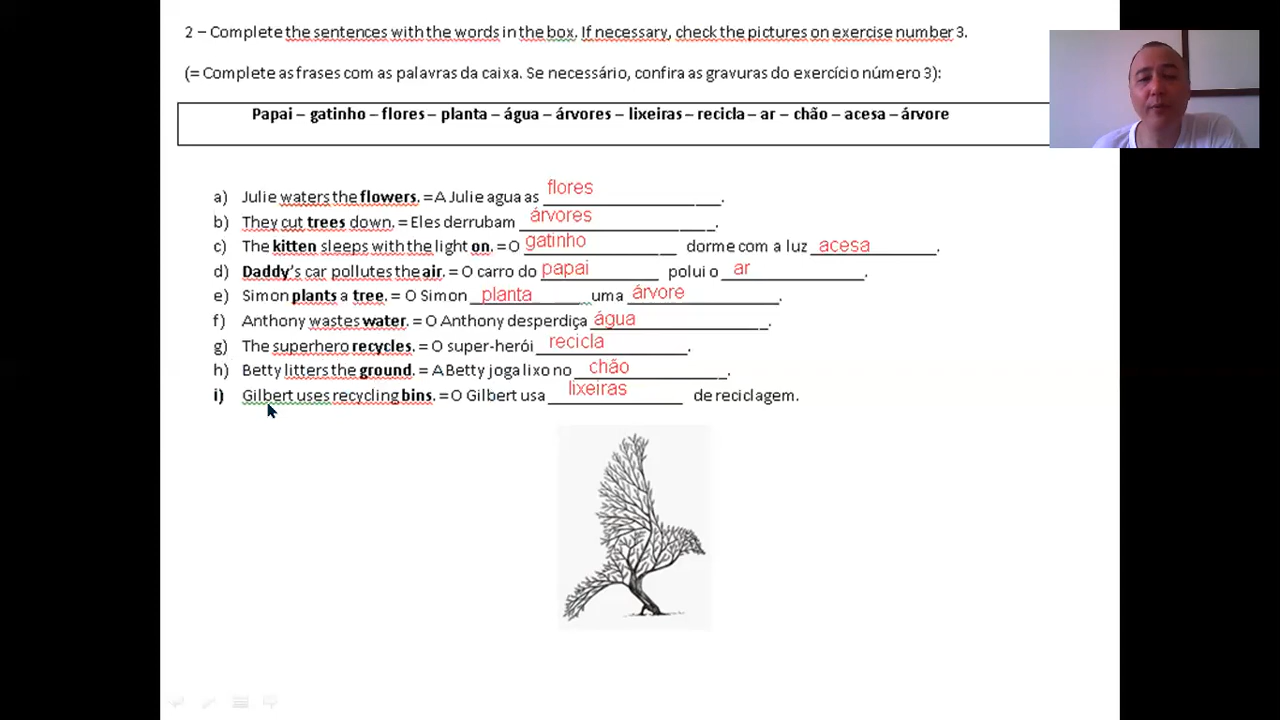 2 – Complete the sentences with the words in the box. If necessary, check the pictures on exercise number 3.
(= Complete as frases com as palavras da caixa. Se necessário, confira as gravuras do exercício número 3):
Papai – gatinho – flores – planta – água – árvores – lixeiras – recicla – ar – chão – acesa – árvore
a) Julie waters the flowers. = A Julie agua as flores.
b) They cut trees down. = Eles derrubam árvores.
c) The kitten sleeps with the light on. = O gatinho dorme com a luz acesa.
d) Daddy's car pollutes the air. = O carro do papai polui o ar.
e) Simon plants a tree. = O Simon planta uma árvore.
f) Anthony wastes water. = O Anthony desperdiça água.
g) The superhero recycles. = O super-herói recicla.
h) Betty litters the ground. = A Betty joga lixo no chão.
i) Gilbert uses recycling bins. = O Gilbert usa lixeiras de reciclagem.